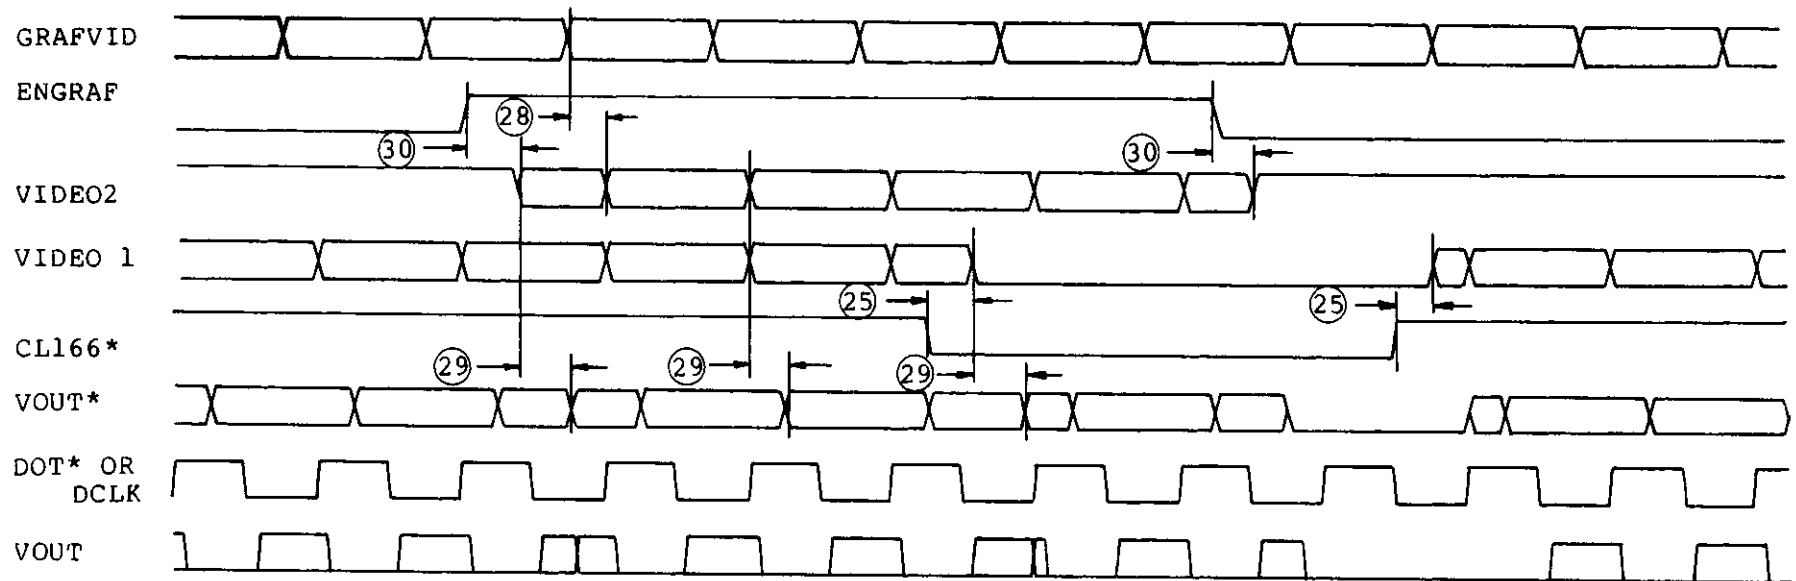 GRAFVID
ENGRAF
28
30
30
VIDEO2
VIDEO 1
25
25
CL166*
29
29
29
VOUT*
DOT* OR
DCLK
VOUT